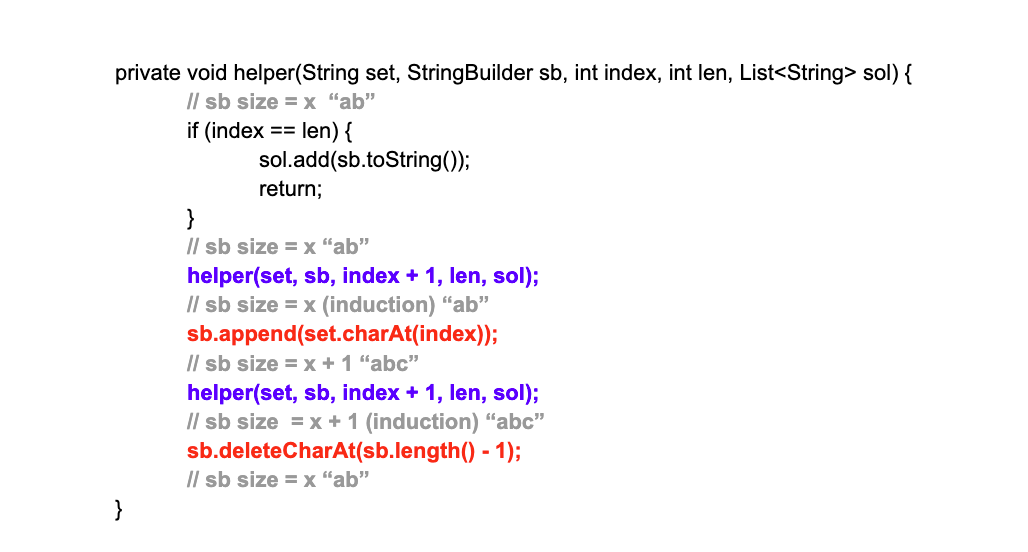 private void helper(String set, StringBuilder sb, int index, int len, List<String> sol) {
// sb size = x  “ab”
if (index == len) {
sol.add(sb.toString());
return;
}
// sb size = x “ab”
helper(set, sb, index + 1, len, sol);
// sb size = x (induction) “ab”
sb.append(set.charAt(index));
// sb size = x + 1 “abc”
helper(set, sb, index + 1, len, sol);
// sb size  = x + 1 (induction) “abc”
sb.deleteCharAt(sb.length() - 1);
// sb size = x “ab”
}